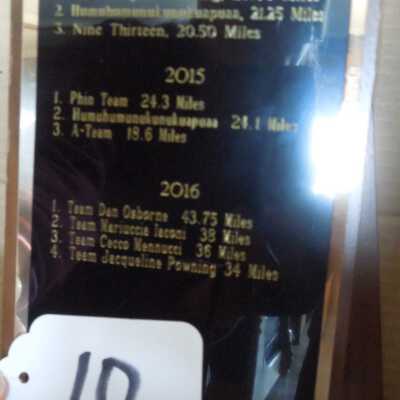 2. Humuhumunukunukuapuaa, 21.25 Miles
3. Nine Thirteen, 20.50 Miles
2015
1. Phin Team 24.3 Miles
2. Humuhumunukunukuapuaa 24.1 Miles
3. A-Team 18.6 Miles
2016
1. Team Dan Osborne 43.75 Miles
2. Team Mariuccia Iaconi 38 Miles
3. Team Cecco Mennucci 36 Miles
4. Team Jacqueline Powning 34 Miles
10